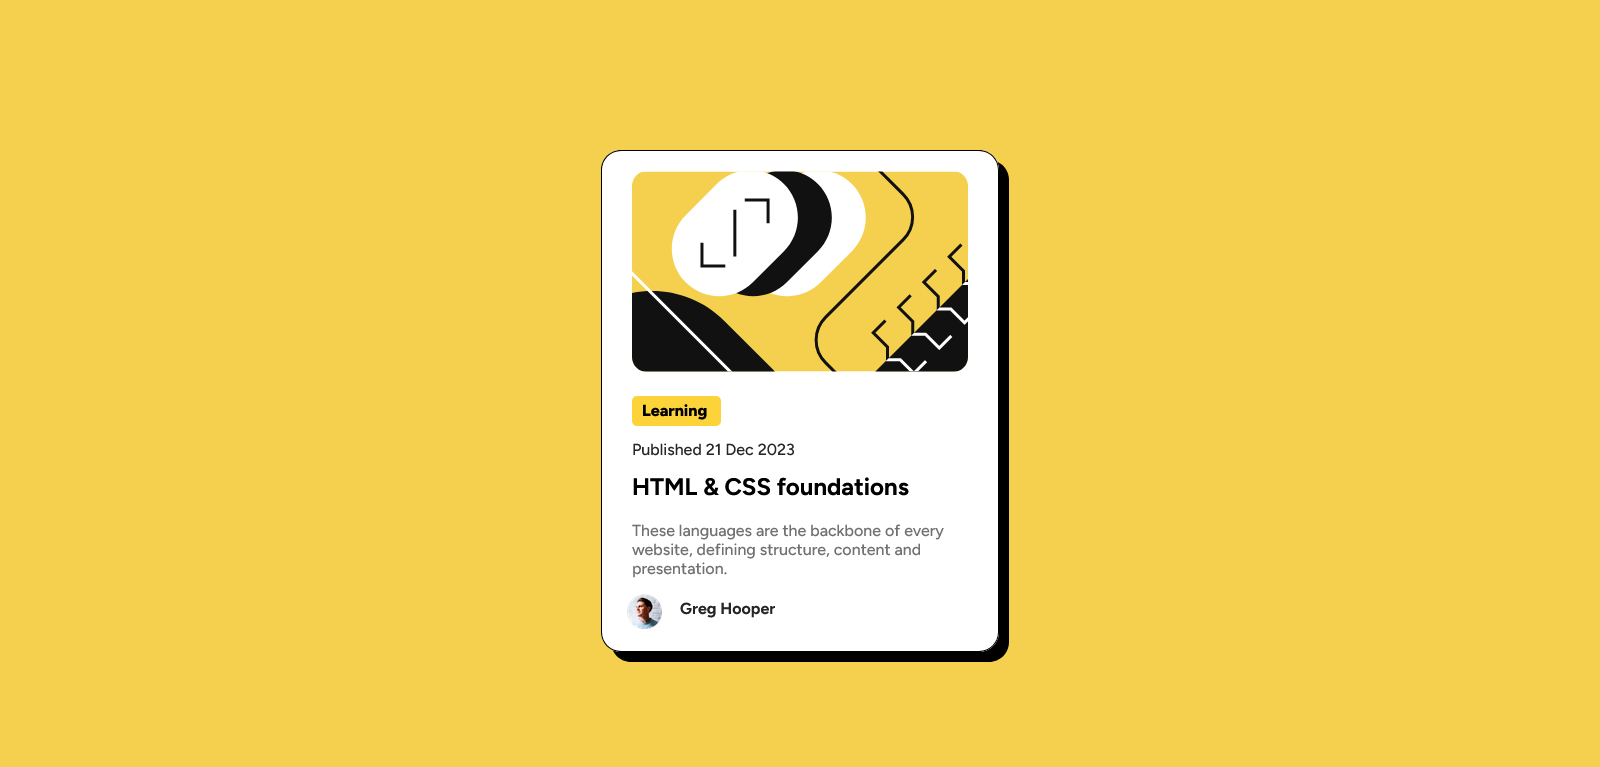 Learning
Published 21 Dec 2023
HTML & CSS foundations
These languages are the backbone of every
website, defining structure, content and
presentation.
Greg Hooper